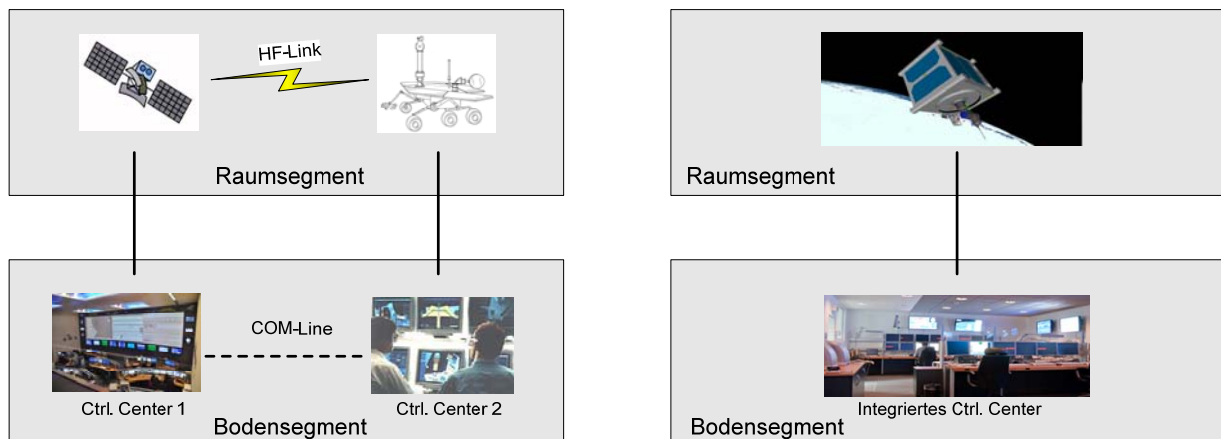 HF-Link
Raumsegment
COM-Line
Ctrl. Center 1
Ctrl. Center 2
Bodensegment
Raumsegment
Integriertes Ctrl. Center
Bodensegment